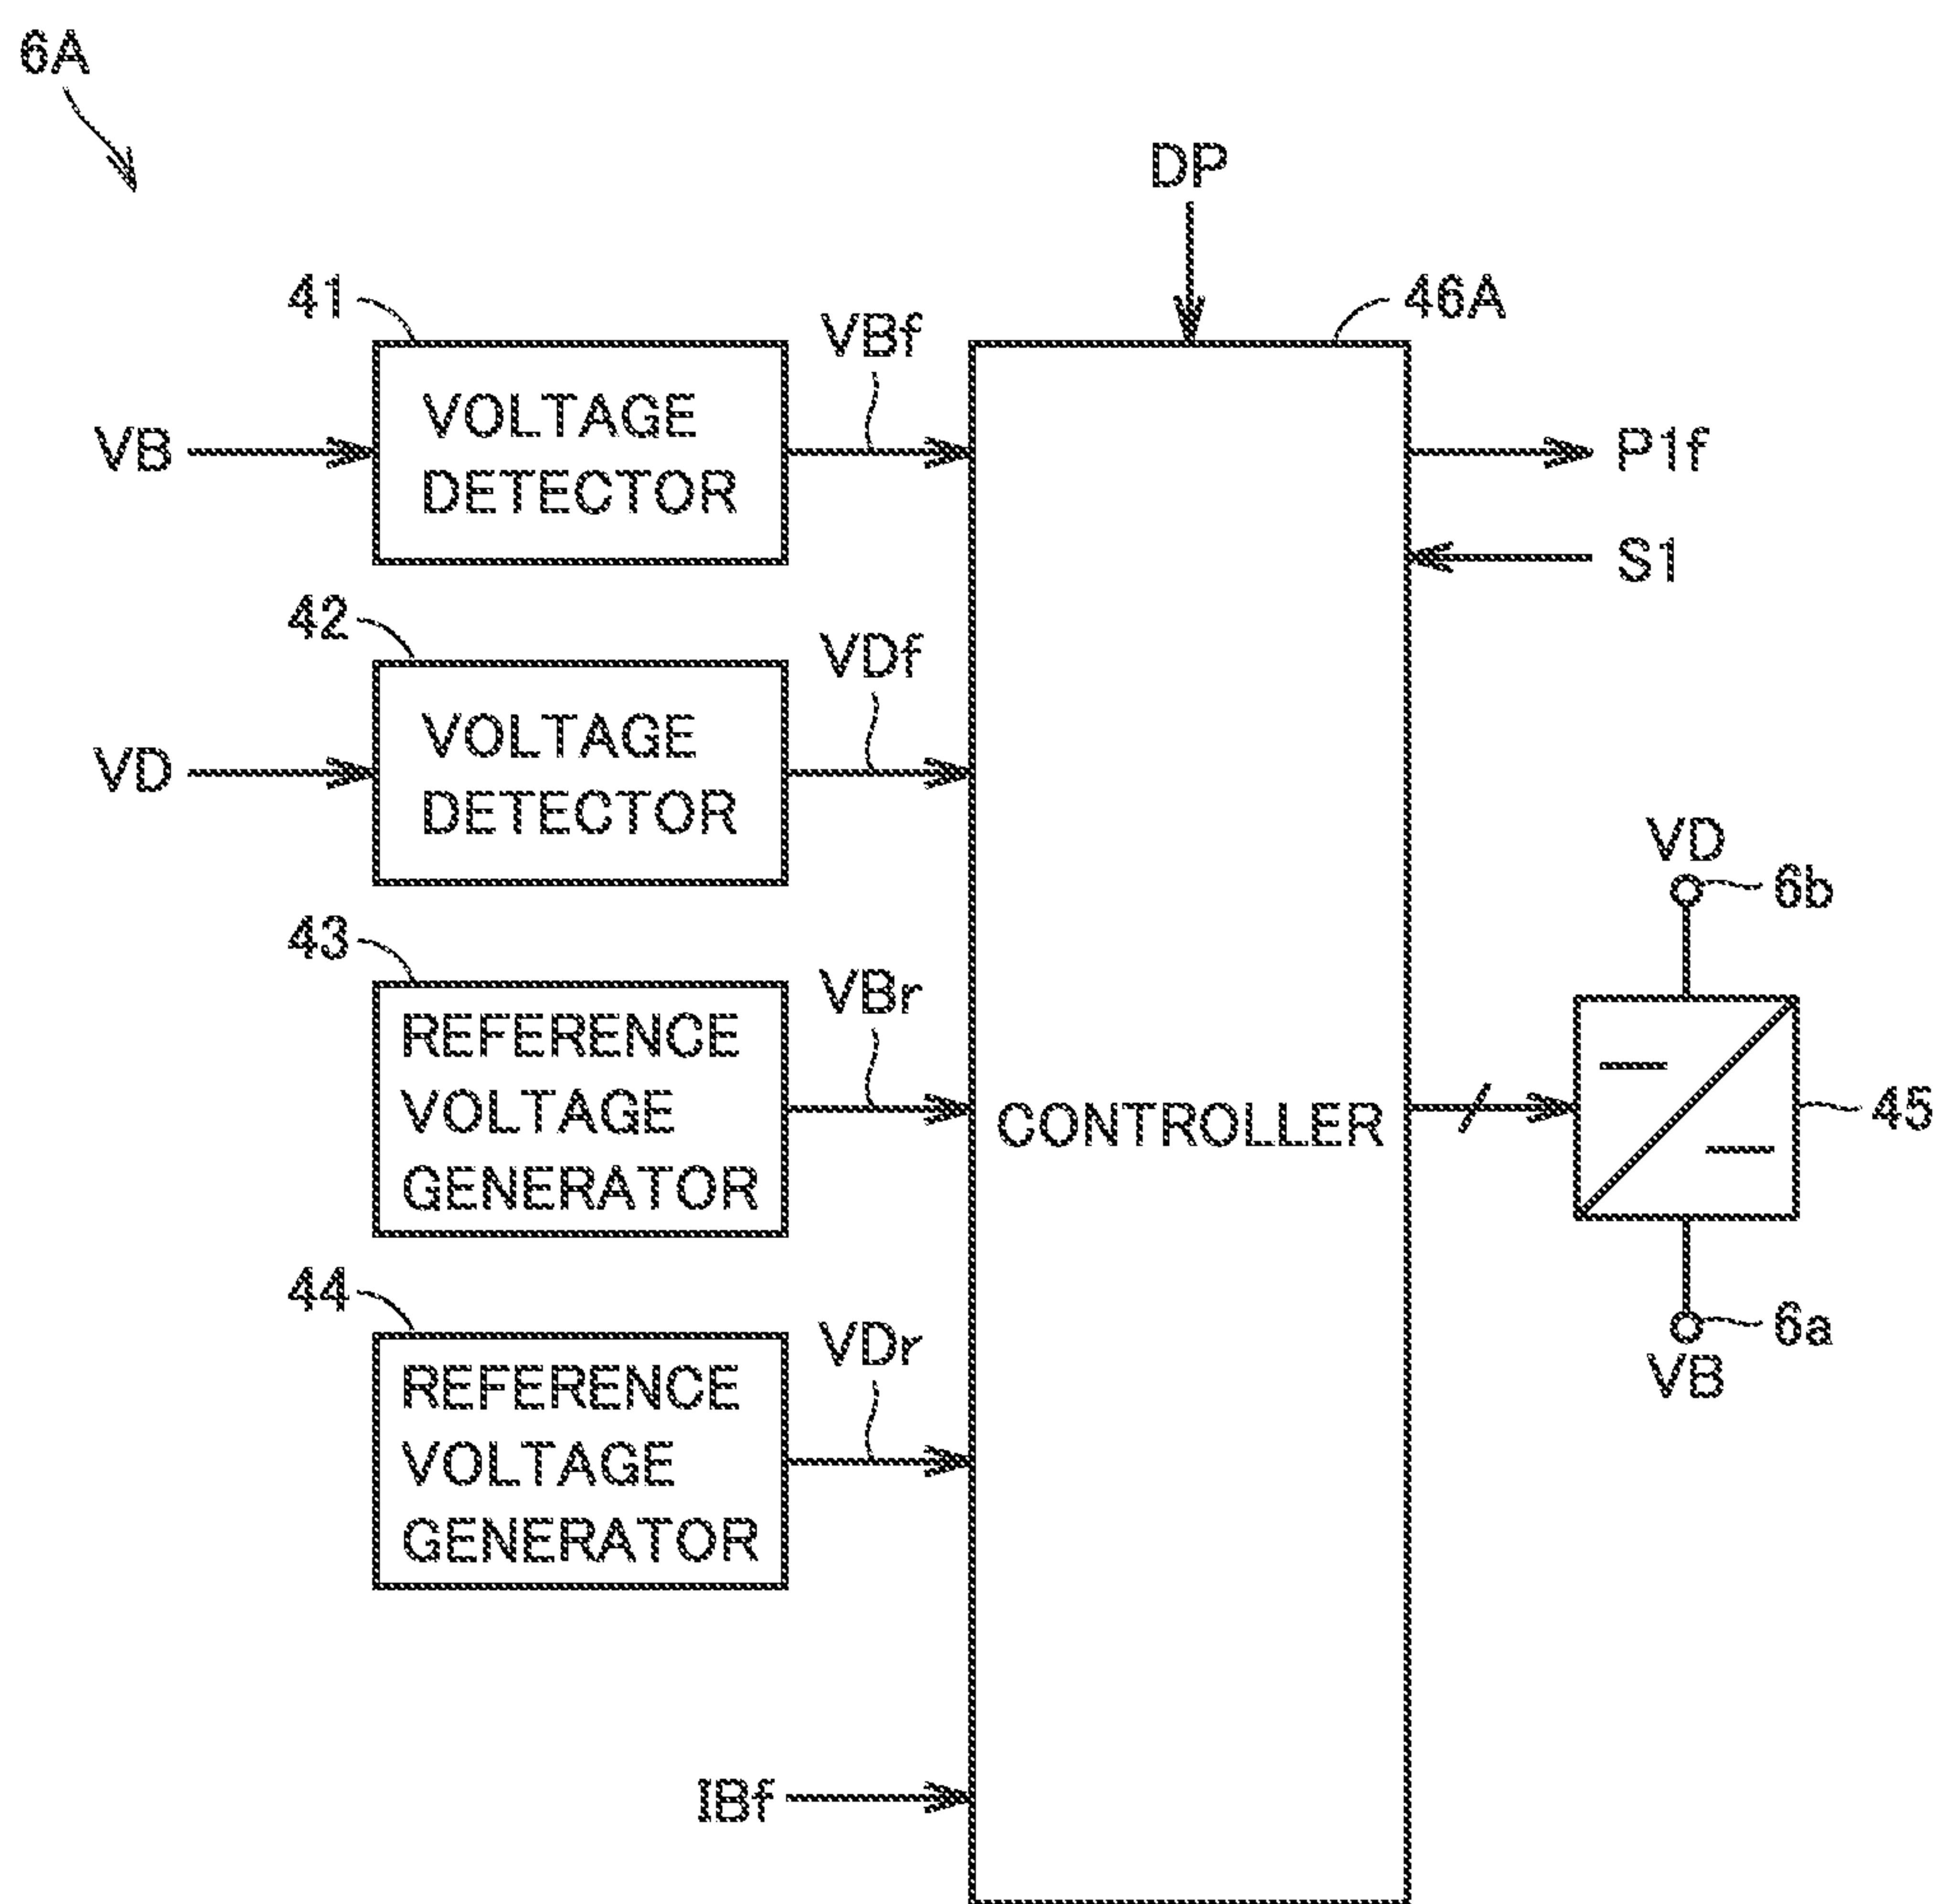 6A
DP
41
VBf
46A
VB
VOLTAGE
DETECTOR
P1f
S1
42
VDf
VD
VOLTAGE
DETECTOR
VD
6b
43
VBr
REFERENCE
VOLTAGE
GENERATOR
CONTROLLER
45
44
VDr
6a
VB
REFERENCE
VOLTAGE
GENERATOR
IBf